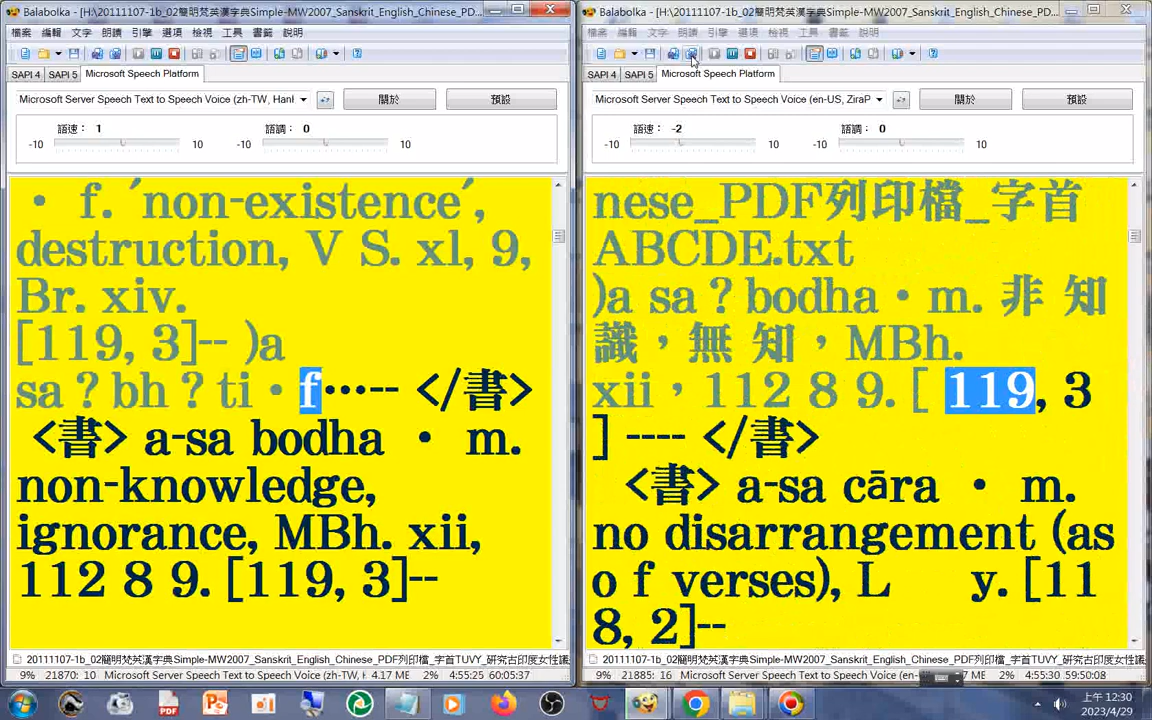 Balabolka - [H:\20111107-1b_02簡明梵英漢字典Simple-MW2007_Sanskrit_English_Chinese_PD...
檔案 編輯 文字 朗讀 引擎 選項 檢視 工具 書籤 說明
SAPI 4 SAPI 5 Microsoft Speech Platform
Microsoft Server Speech Text to Speech Voice (zh-TW, Hanl
關於
預設
語速： 1 語調： 0
-10 10 -10 10
• f. ′non-existence′,
destruction, V S. xl, 9,
Br. xiv.
[119, 3]-- )a
sa？bh？ti・f…-- </書>
<書> a-sa bodha • m.
non-knowledge,
ignorance, MBh. xii,
112 8 9. [119, 3]--
20111107-1b_02簡明梵英漢字典Simple-MW2007_Sanskrit_English_Chinese_PDF列印檔_字首TUVY_研究古印度女性議
9% 21870: 10 Microsoft Server Speech Text to Speech Voice (zh-TW, H 4.17 ME 2% 4:55:25 60:05:37
Balabolka - [H:\20111107-1b_02簡明梵英漢字典Simple-MW2007_Sanskrit_English_Chinese_PDF...
檔案 編輯 文字 朗讀 引擎 選項 檢視 工具 書籤 說明
SAPI 4 SAPI 5 Microsoft Speech Platform
Microsoft Server Speech Text to Speech Voice (en-US, ZiraP
關於
預設
語速： -2 語調： 0
-10 10 -10 10
nese_PDF列印檔_字首
ABCDE.txt
)a sa？bodha・m. 非 知
識，無 知，MBh.
xii，112 8 9. [ 119, 3
] ---- </書>
<書> a-sa cāra • m.
no disarrangement (as
o f verses), L y. [11
8, 2]--
20111107-1b_02簡明梵英漢字典Simple-MW2007_Sanskrit_English_Chinese_PDF列印檔_字首TUVY_研究古印度女性議
9% 21885: 16 Microsoft Server Speech Text to Speech Voice (en- 2% 4:55:30 59:50:08
上午 12:30
2023/4/29